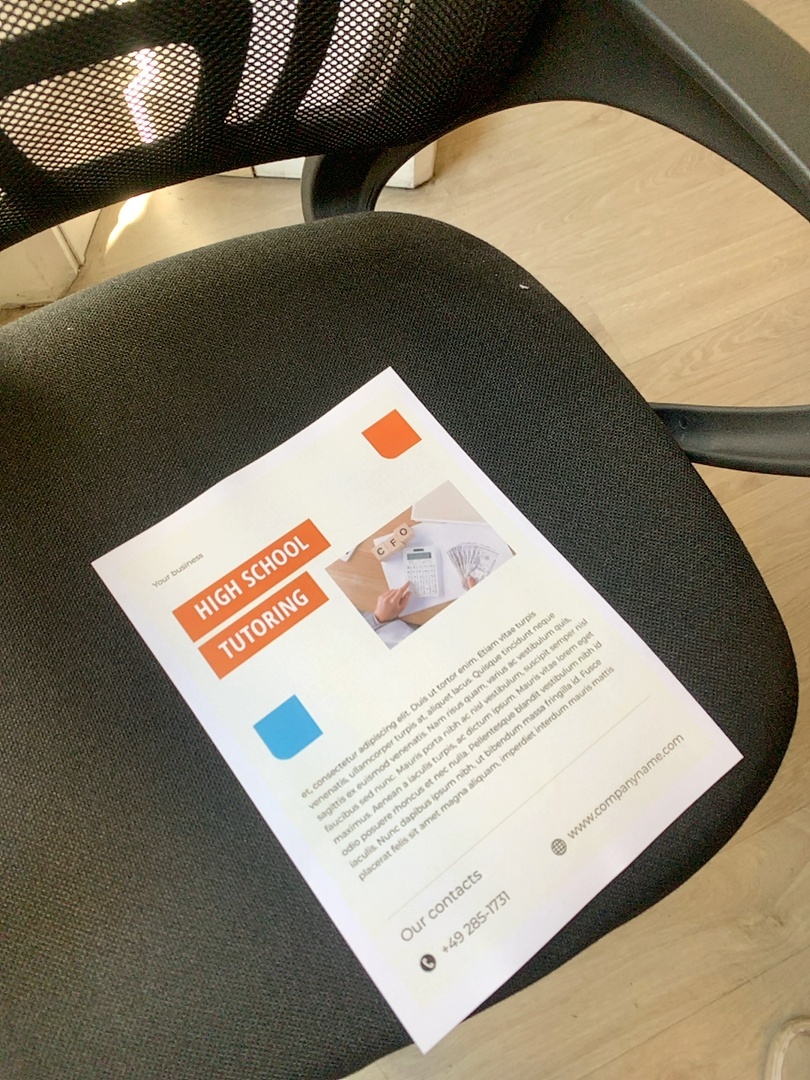 Your business
HIGH SCHOOL
TUTORING
CFO
et, consectetur adipiscing elit. Duis ut tortor enim. Etiam vitae turpis
venenatis, ullamcorper turpis at, aliquet lacus. Quisque tincidunt neque
sagittis ex euismod venenatis. Nam risus quam, varius ac vestibulum quis,
faucibus sed nunc. Mauris porta nibh ac nisl vestibulum, suscipit semper nisl
maximus. Aenean a iaculis turpis, ac dictum ipsum. Mauris vitae lorem eget
odio posuere rhoncus et nec nulla. Pellentesque blandit vestibulum nibh id
iaculis. Nunc dapibus ipsum nibh, ut bibendum massa fringilla id. Fusce
placerat felis sit amet magna aliquam, imperdiet interdum mauris mattis
Our contacts
+49 285-1731
www.companyname.com